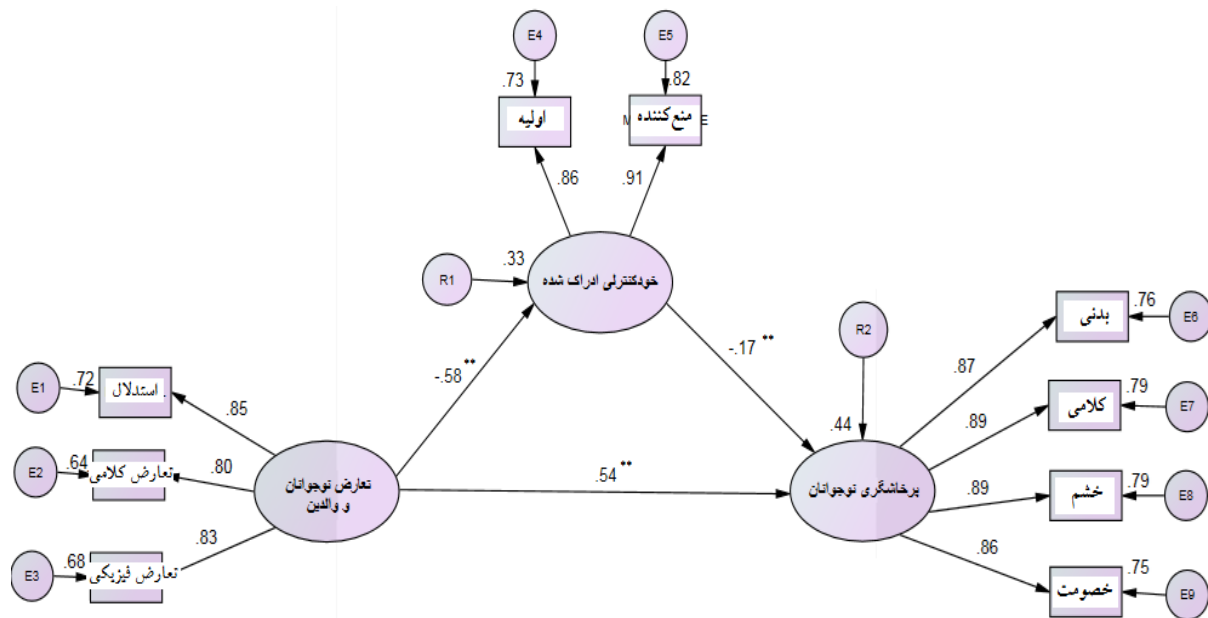 E4
E5
.73
.82
اولیه
منع‌کننده
M
E
.86
.91
R1
.33
خودکنترلی ادراک شده
R2
-.58 **
-.17 **
.44
E1
.72
استدلال .
.85
E2
.64
تعارض کلامی
.80
E3
.68
تعارض فیزیکی
.83
تعارض نوجوانان
و والدین
.54 **
پرخاشگری نوجوانان
.87
بدنی
.76
E6
.89
کلامی
.79
E7
.89
خشم
.79
E8
.86
خصومت
.75
E9